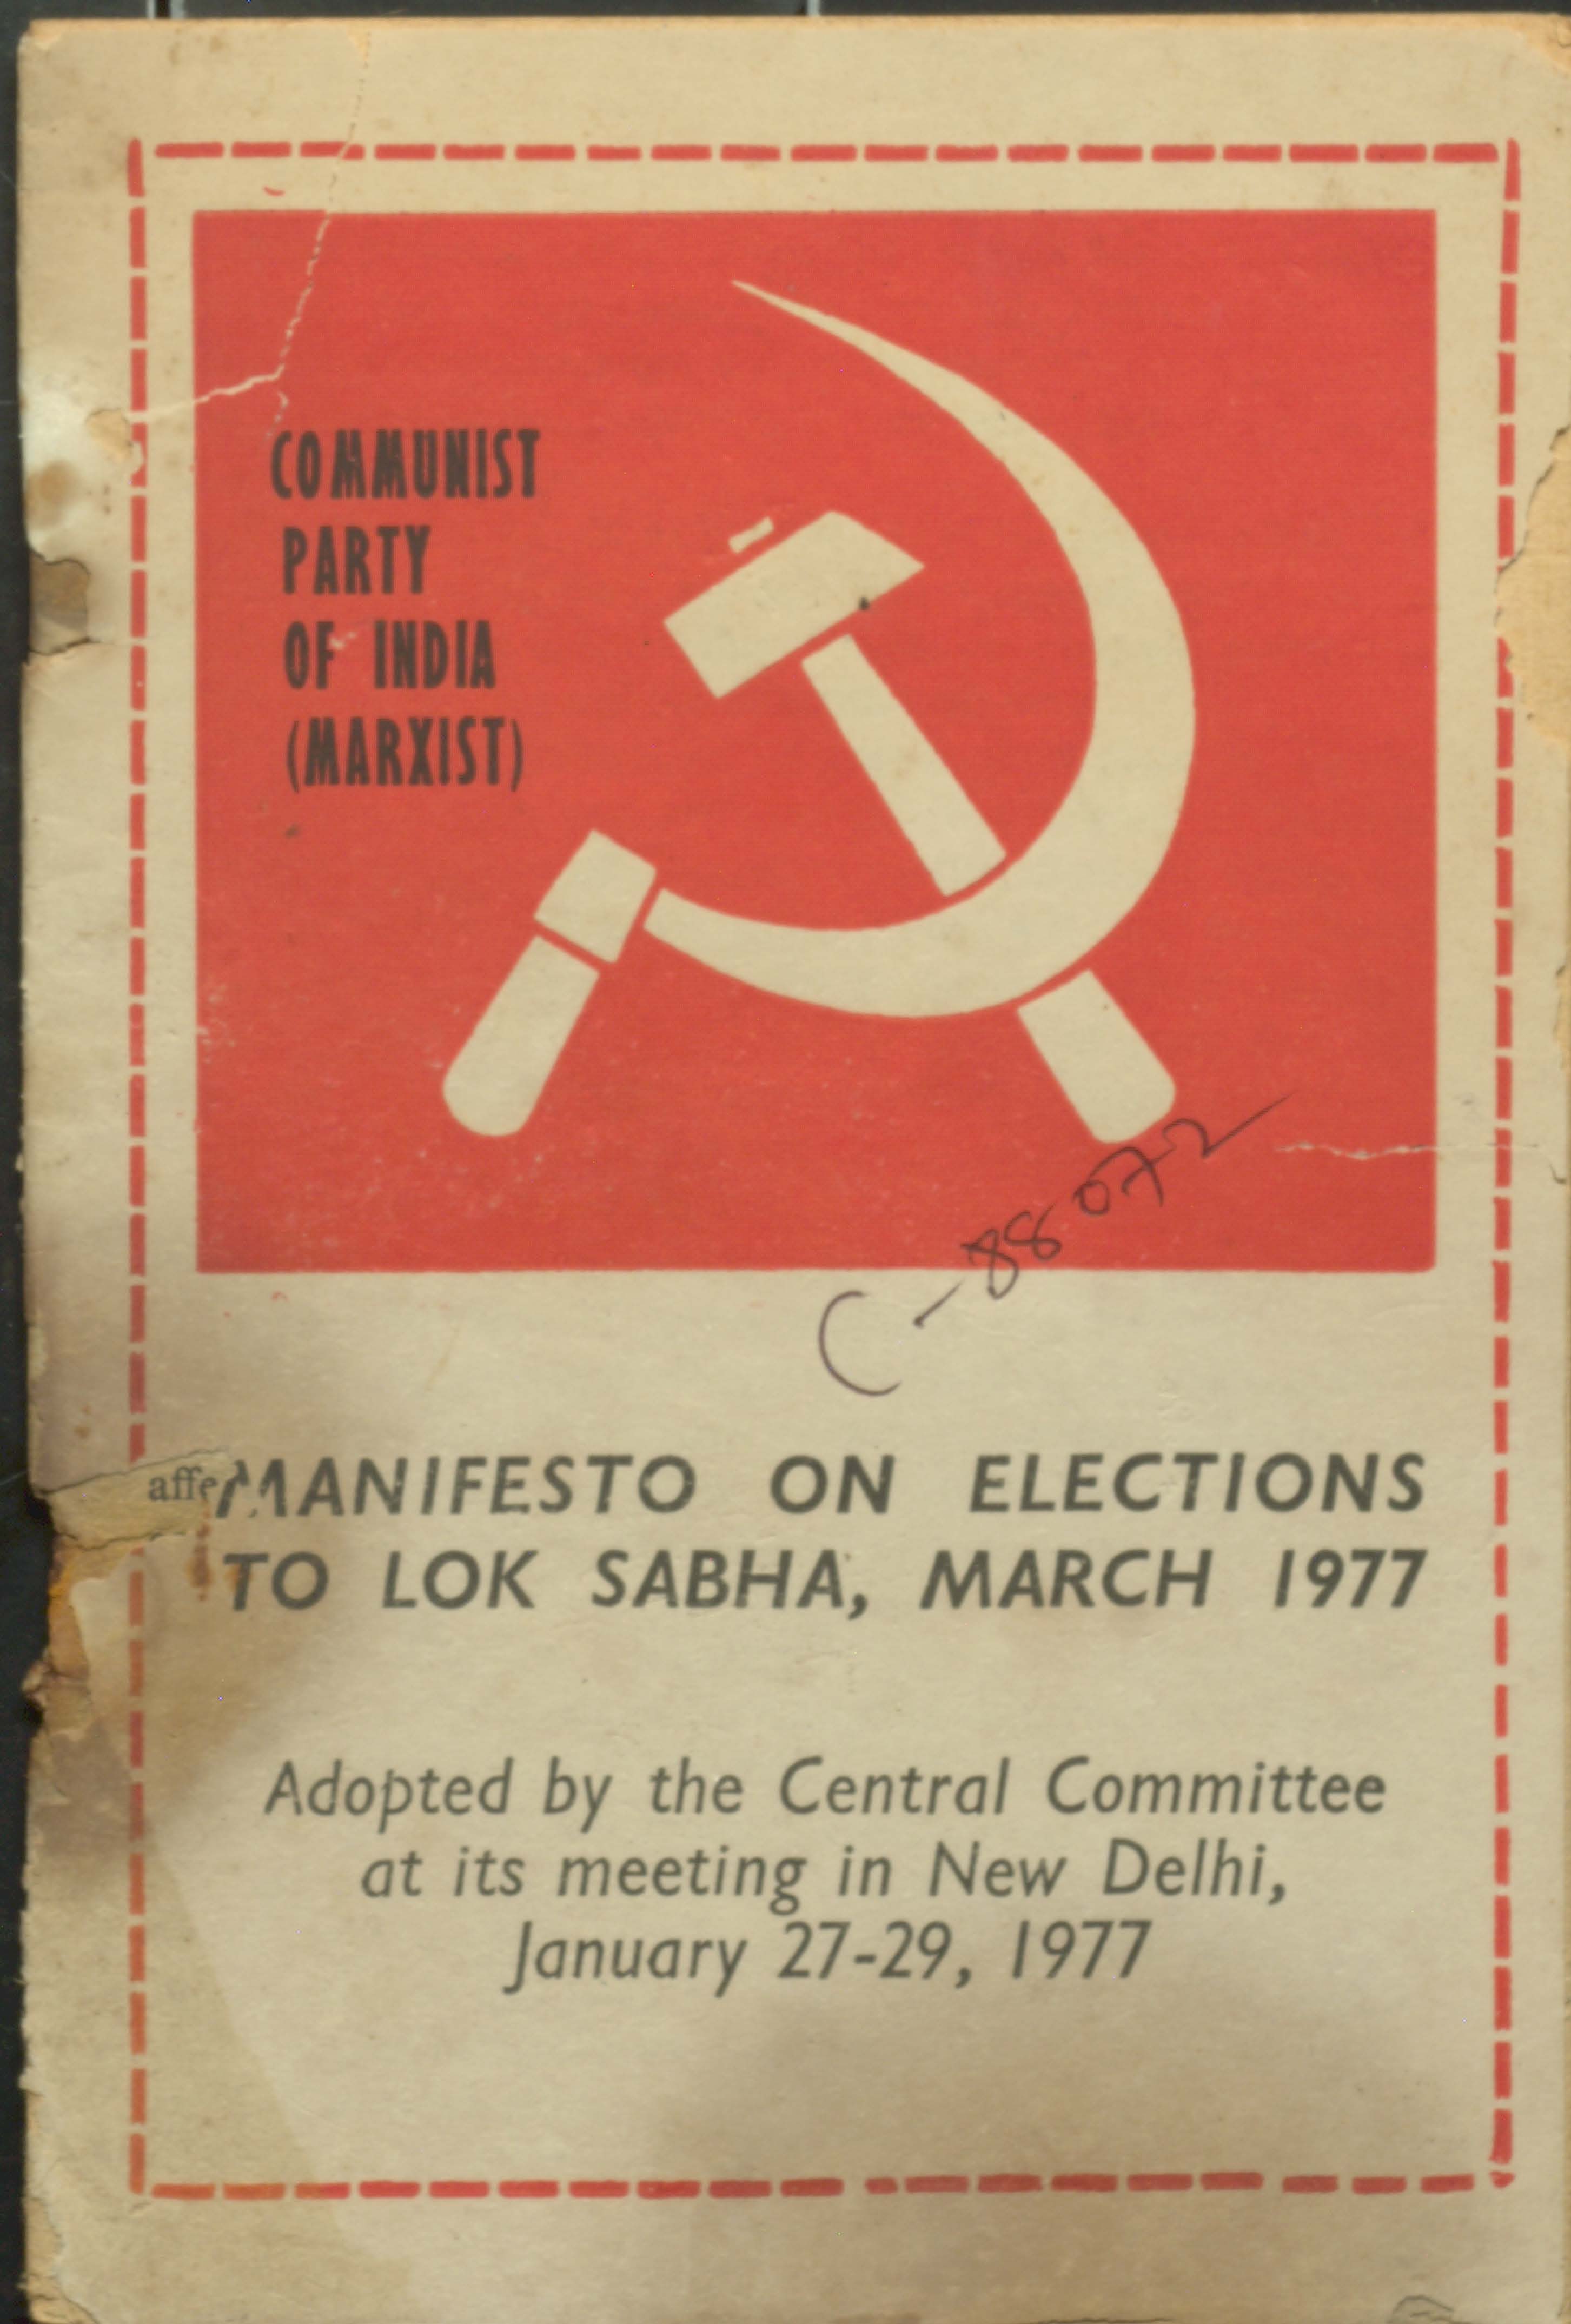 COMMUNIST
PARTY
OF INDIA
(MARXIST)
C-88072
affe
MANIFESTO ON ELECTIONS
TO LOK SABHA, MARCH 1977
Adopted by the Central Committee
at its meeting in New Delhi,
January 27-29, 1977